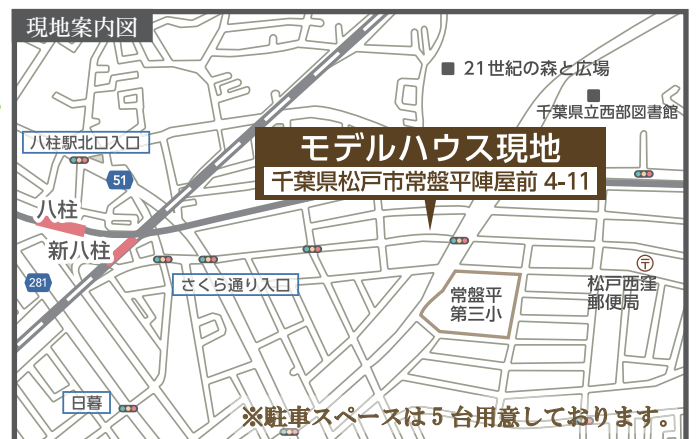 現地案内図
21世紀の森と広場
千葉県立西部図書館
八柱駅北口入口
モデルハウス現地
千葉県松戸市常盤平陣屋前 4-11
51
八柱
新八柱
281
さくら通り入口
〒
松戸西窪
郵便局
常盤平
第三小
日暮
※駐車スペースは5台用意しております。